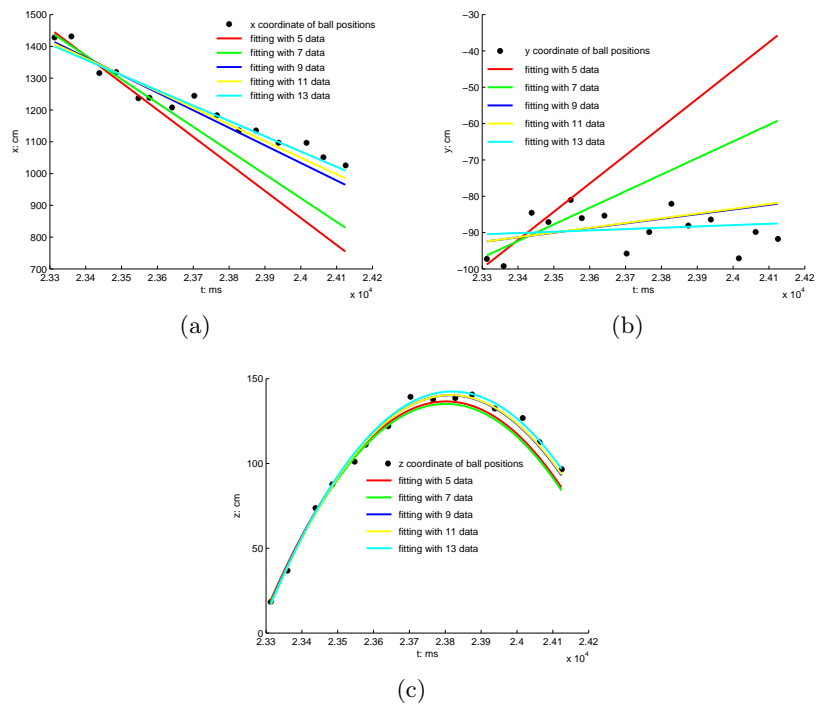 1500
1400
1300
1200
1100
1000
900
800
700
x: cm
x coordinate of ball positions
fitting with 5 data
fitting with 7 data
fitting with 9 data
fitting with 11 data
fitting with 13 data
2.33 2.34 2.35 2.36 2.37 2.38 2.39 2.4 2.41 2.42
t: ms
x 10^4
(a)
−30
−40
−50
−60
−70
−80
−90
−100
y: cm
y coordinate of ball positions
fitting with 5 data
fitting with 7 data
fitting with 9 data
fitting with 11 data
fitting with 13 data
2.33 2.34 2.35 2.36 2.37 2.38 2.39 2.4 2.41 2.42
t: ms
x 10^4
(b)
150
100
50
0
z: cm
z coordinate of ball positions
fitting with 5 data
fitting with 7 data
fitting with 9 data
fitting with 11 data
fitting with 13 data
2.33 2.34 2.35 2.36 2.37 2.38 2.39 2.4 2.41 2.42
t: ms
x 10^4
(c)